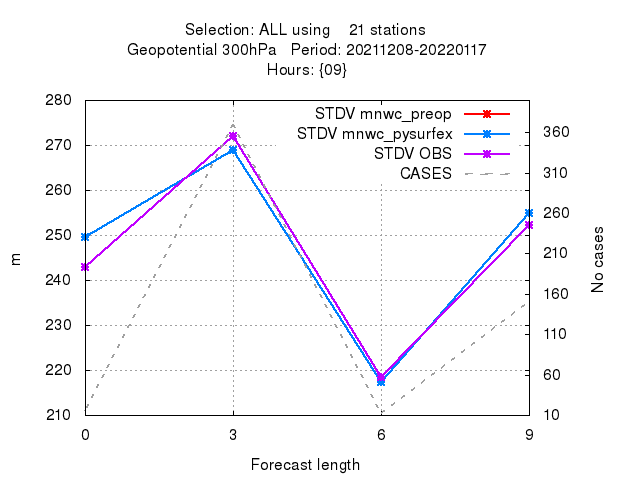 Selection: ALL using    21 stations
Geopotential 300hPa   Period: 20211208-20220117
Hours: {09}
STDV mnwc_preop
STDV mnwc_pysurfex
STDV OBS
CASES
280
270
260
250
240
230
220
210
m
360
310
260
210
160
110
60
10
No cases
0
3
6
9
Forecast length